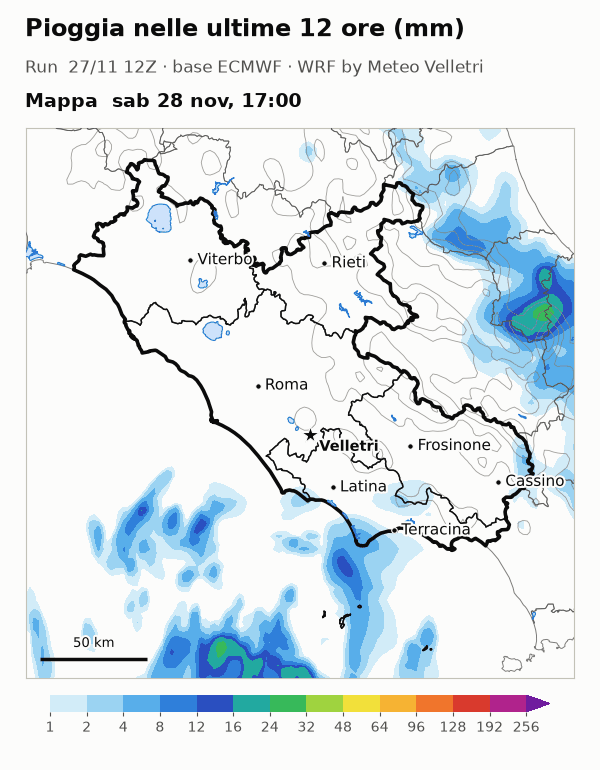 Pioggia nelle ultime 12 ore (mm)
Run  27/11 12Z · base ECMWF · WRF by Meteo Velletri
Mappa  sab 28 nov, 17:00
Viterbo
Rieti
Roma
Velletri
Frosinone
Cassino
Latina
Terracina
50 km
1 2 4 8 12 16 24 32 48 64 96 128 192 256